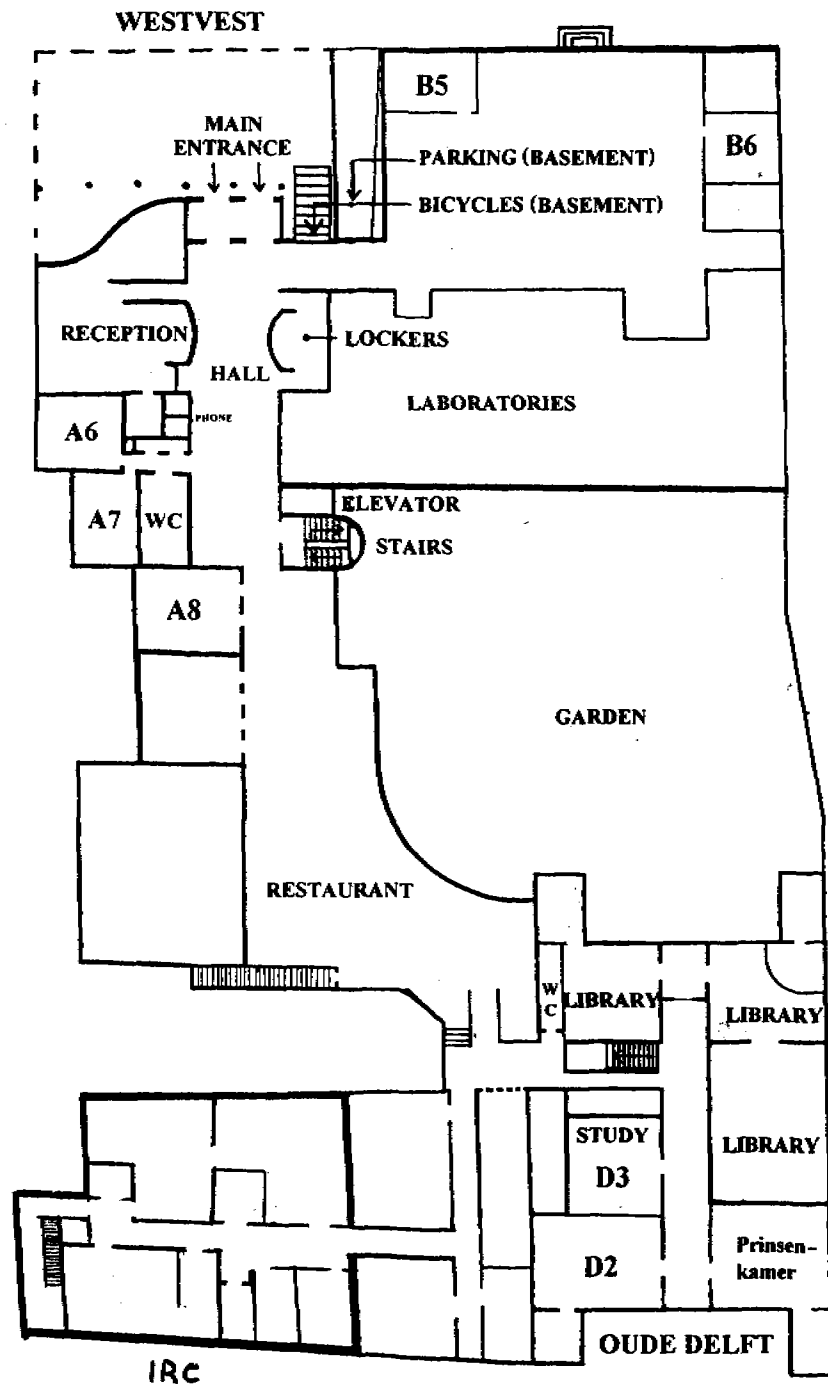 WESTVEST
B5
MAIN
ENTRANCE
PARKING (BASEMENT)
B6
BICYCLES (BASEMENT)
RECEPTION
LOCKERS
HALL
LABORATORIES
PHONE
A6
ELEVATOR
A7
WC
STAIRS
A8
GARDEN
RESTAURANT
W
C
LIBRARY
LIBRARY
STUDY
D3
LIBRARY
Prinsen-
kamer
D2
OUDE DELFT
IRC